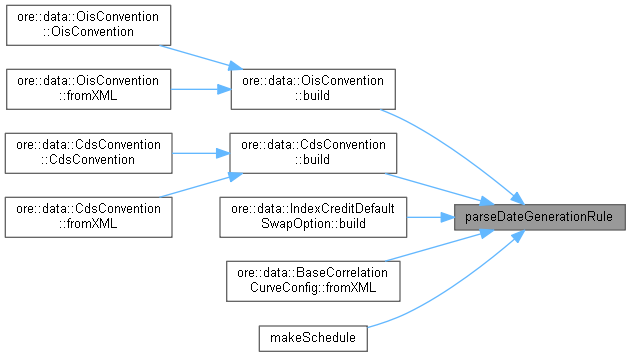 ore::data::OisConvention
::OisConvention
ore::data::OisConvention
::fromXML
ore::data::OisConvention
::build
ore::data::CdsConvention
::CdsConvention
ore::data::CdsConvention
::build
ore::data::CdsConvention
::fromXML
ore::data::IndexCreditDefault
SwapOption::build
parseDateGenerationRule
ore::data::BaseCorrelation
CurveConfig::fromXML
makeSchedule